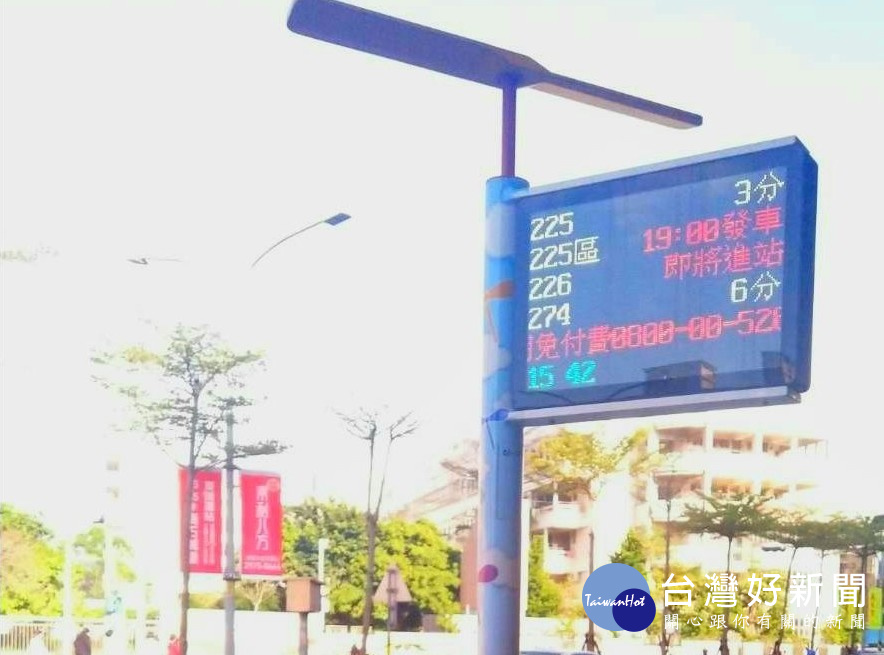 225 3分
225區 19:00發車
226 即將進站
274 6分
免付費0800-00-528
15 42
TaiwanHot
台灣好新聞
關心跟你有關的新聞